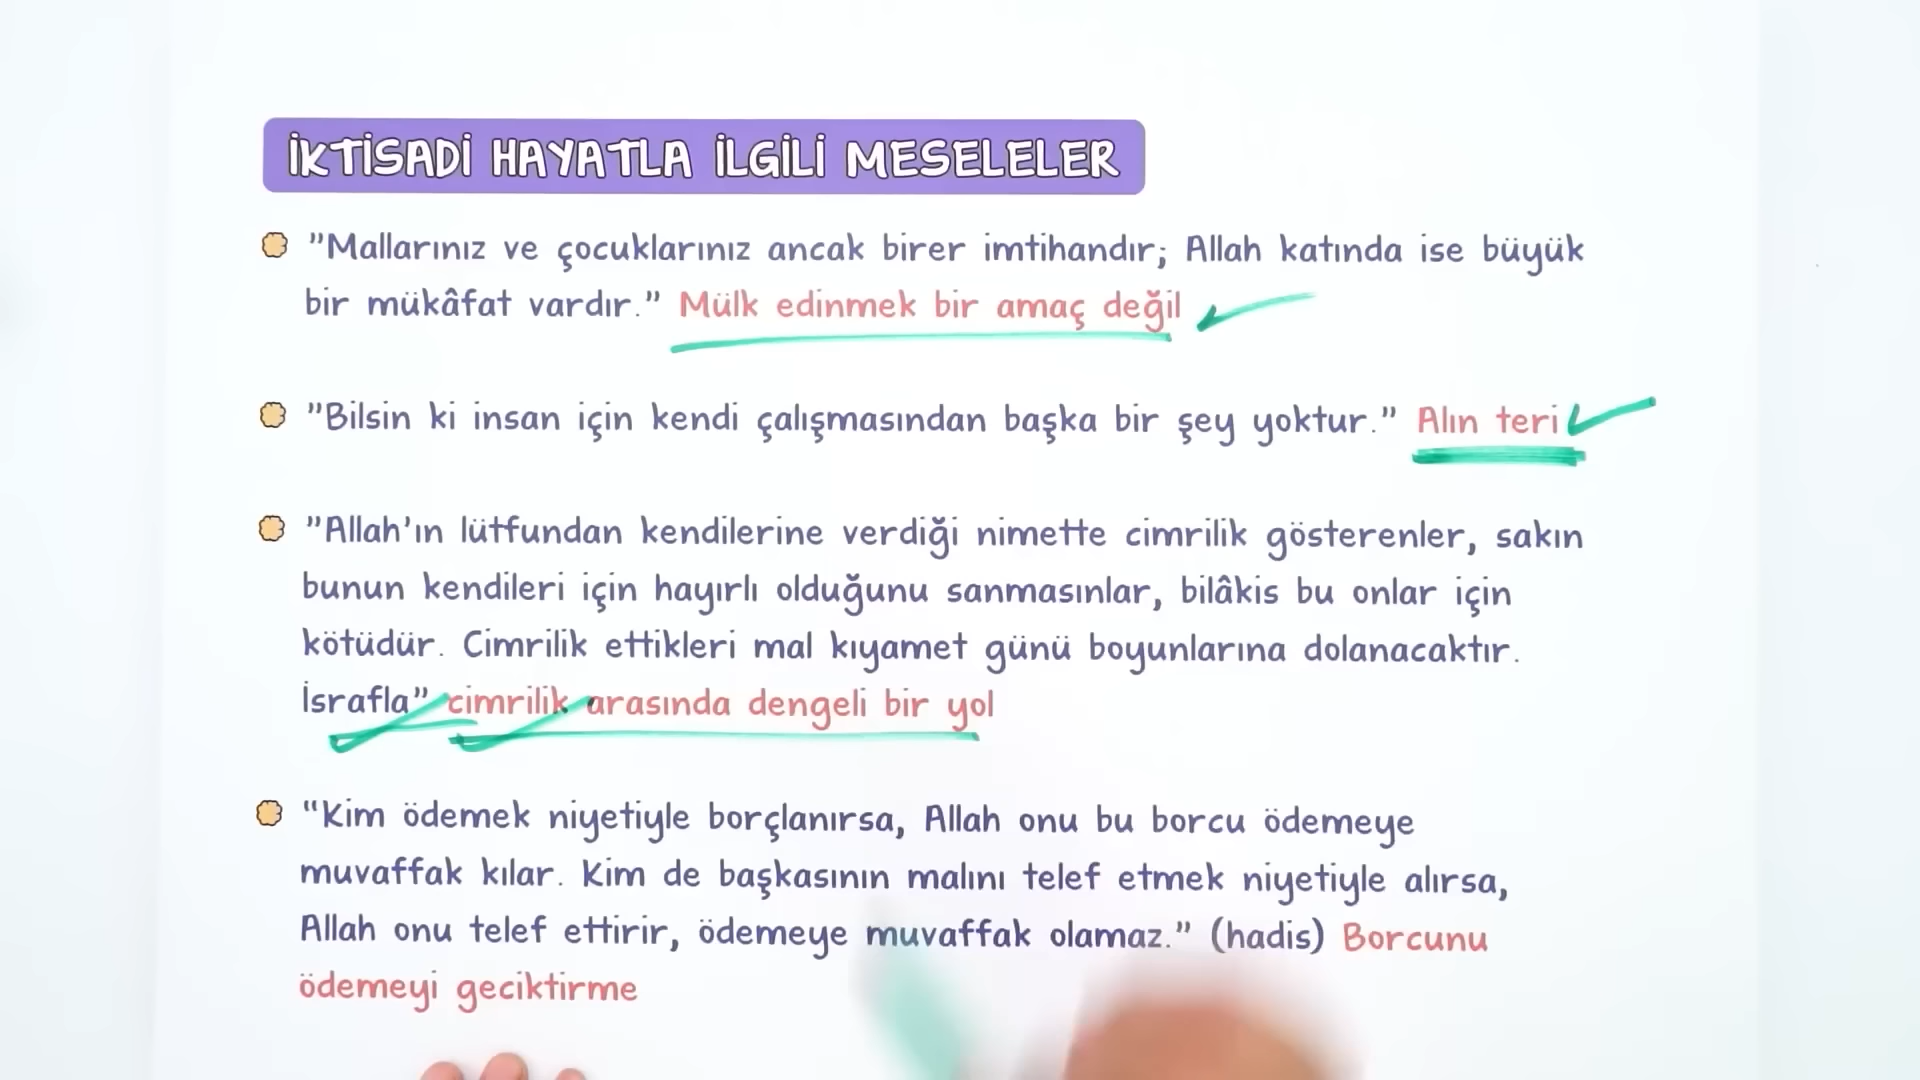 İKTİSADİ HAYATLA İLGİLİ MESELELER
"Mallarınız ve çocuklarınız ancak birer imtihandır; Allah katında ise büyük
bir mükâfat vardır." Mülk edinmek bir amaç değil
"Bilsin ki insan için kendi çalışmasından başka bir şey yoktur." Alın teri
"Allah'ın lütfundan kendilerine verdiği nimette cimrilik gösterenler, sakın
bunun kendileri için hayırlı olduğunu sanmasınlar, bilâkis bu onlar için
kötüdür. Cimrilik ettikleri mal kıyamet günü boyunlarına dolanacaktır.
İsrafla" cimrilik arasında dengeli bir yol
"Kim ödemek niyetiyle borçlanırsa, Allah onu bu borcu ödemeye
muvaffak kılar. Kim de başkasının malını telef etmek niyetiyle alırsa,
Allah onu telef ettirir, ödemeye muvaffak olamaz." (hadis) Borcunu
ödemeyi geciktirme